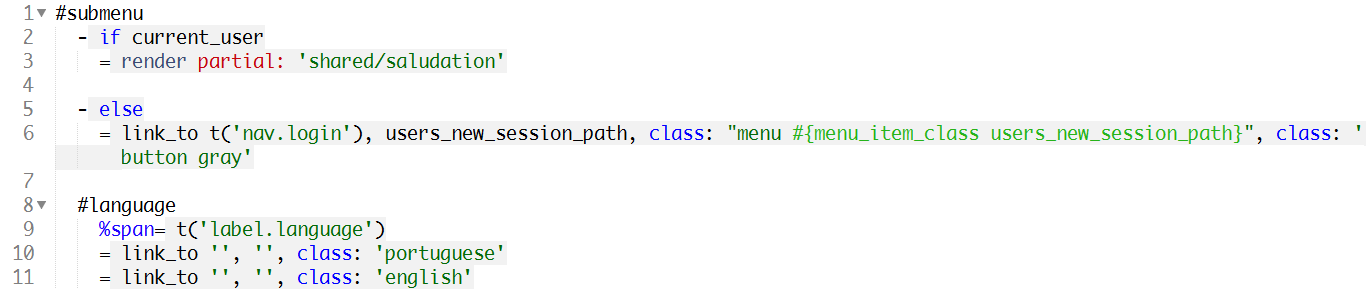 1 #submenu
2 - if current_user
3 = render partial: 'shared/saludation'
4
5 - else
6 = link_to t('nav.login'), users_new_session_path, class: "menu #{menu_item_class users_new_session_path}", class: '
button gray'
7
8 #language
9 %span= t('label.language')
10 = link_to '', '', class: 'portuguese'
11 = link_to '', '', class: 'english'